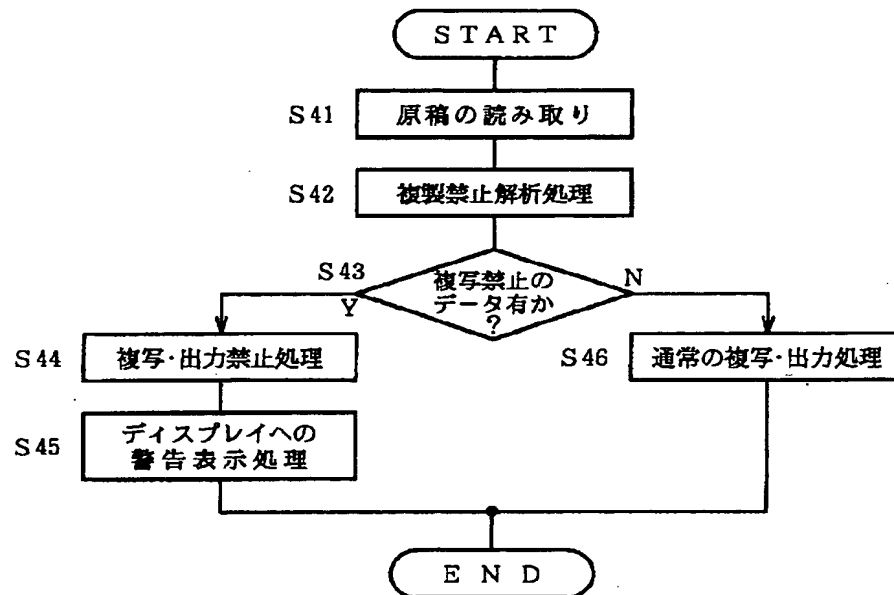 START
S41
原稿の読み取り
S42
複製禁止解析処理
S43
複写禁止の
データ有か
?
Y
N
S44
複写・出力禁止処理
S46
通常の複写・出力処理
S45
ディスプレイへの
警告表示処理
END